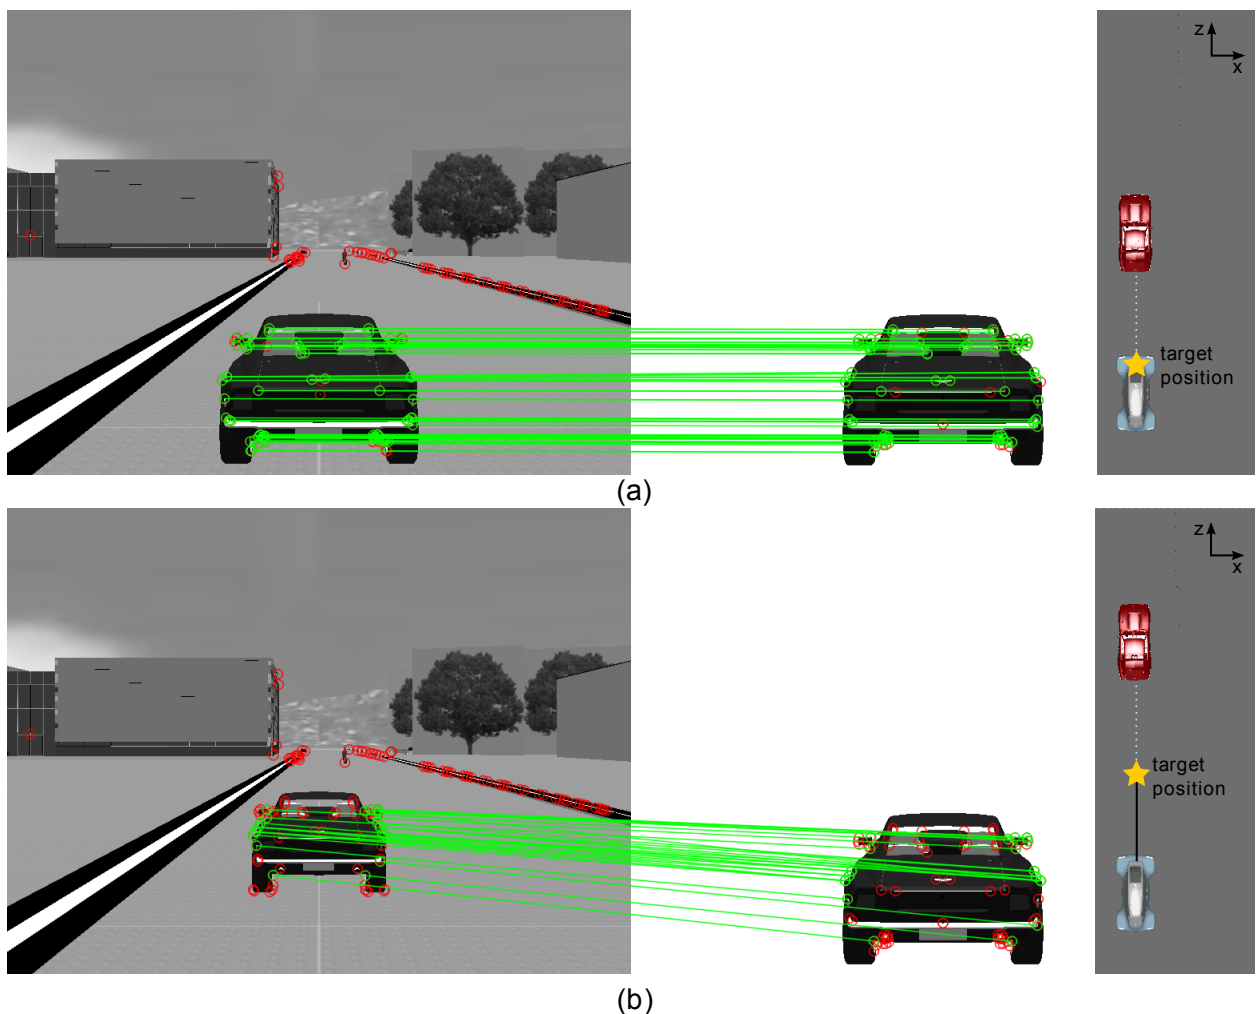 z
x
target
position
(a)
z
x
target
position
(b)